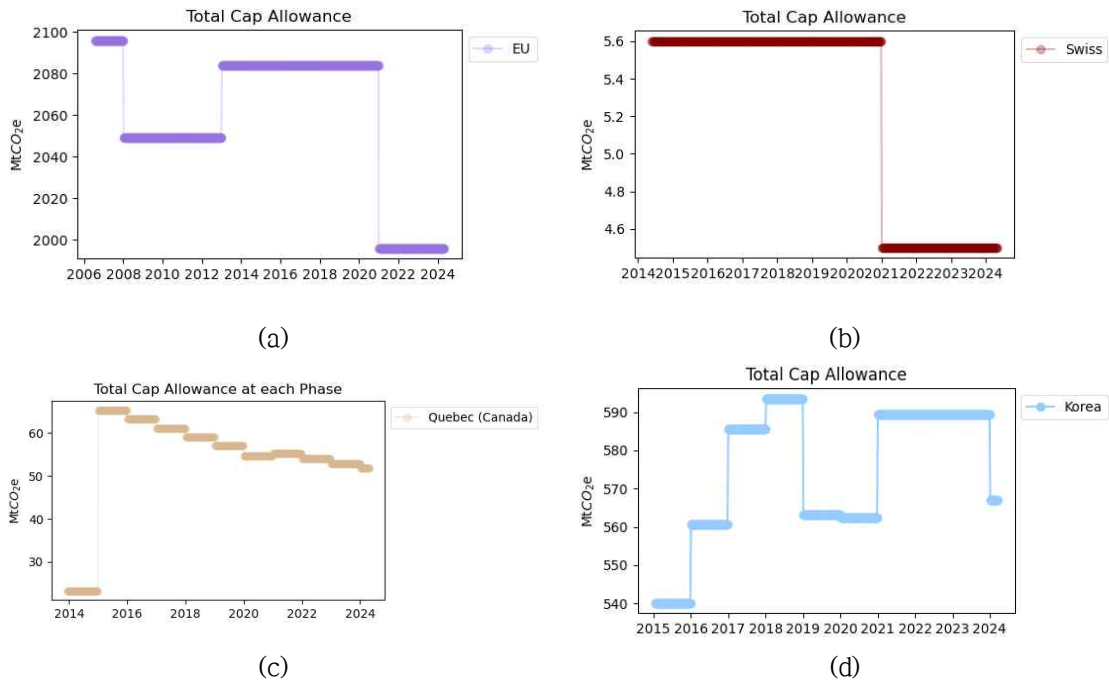 Total Cap Allowance
EU
MtCO₂e
2100
2080
2060
2040
2020
2000
2006 2008 2010 2012 2014 2016 2018 2020 2022 2024
(a)
Total Cap Allowance
Swiss
MtCO₂e
5.6
5.4
5.2
5.0
4.8
4.6
2014 2015 2016 2017 2018 2019 2020 2021 2022 2023 2024
(b)
Total Cap Allowance at each Phase
Quebec (Canada)
MtCO₂e
60
50
40
30
2014 2016 2018 2020 2022 2024
(c)
Total Cap Allowance
Korea
MtCO₂e
590
580
570
560
550
540
2015 2016 2017 2018 2019 2020 2021 2022 2023 2024
(d)